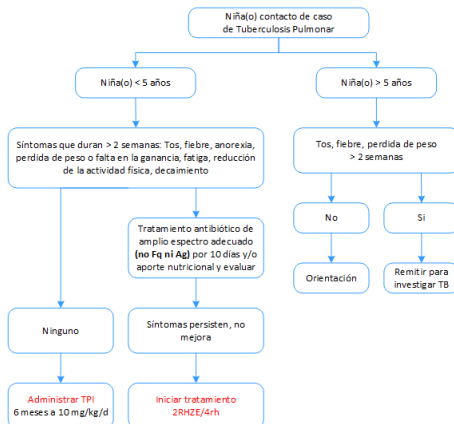 Niña(o) contacto de caso
de Tuberculosis Pulmonar
Niña(o) < 5 años
Niña(o) > 5 años
Síntomas que duran > 2 semanas: Tos, fiebre, anorexia,
perdida de peso o falta en la ganancia, fatiga, reducción
de la actividad física, decaimiento
Tos, fiebre, perdida de peso
> 2 semanas
Tratamiento antibiótico de
amplio espectro adecuado
(no Fq ni Ag) por 10 días y/o
aporte nutricional y evaluar
No
Si
Orientación
Remitir para
investigar TB
Ninguno
Síntomas persisten, no
mejora
Administrar TPI
6 meses a 10 mg/kg/d
Iniciar tratamiento
2RHZE/4rh